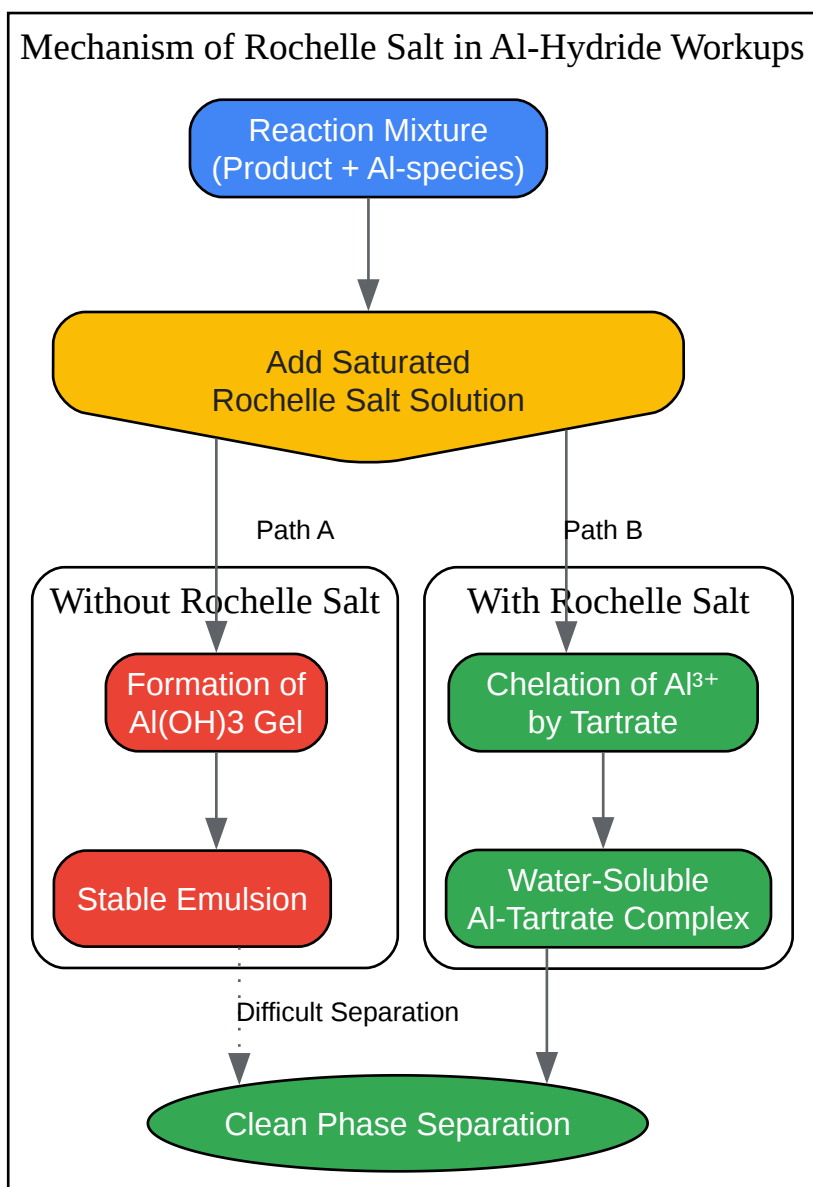 Mechanism of Rochelle Salt in Al-Hydride Workups
Reaction Mixture
(Product + Al-species)
Add Saturated
Rochelle Salt Solution
Path A
Path B
Without Rochelle Salt
With Rochelle Salt
Formation of
Al(OH)3 Gel
Chelation of Al³⁺
by Tartrate
Stable Emulsion
Water-Soluble
Al-Tartrate Complex
Difficult Separation
Clean Phase Separation